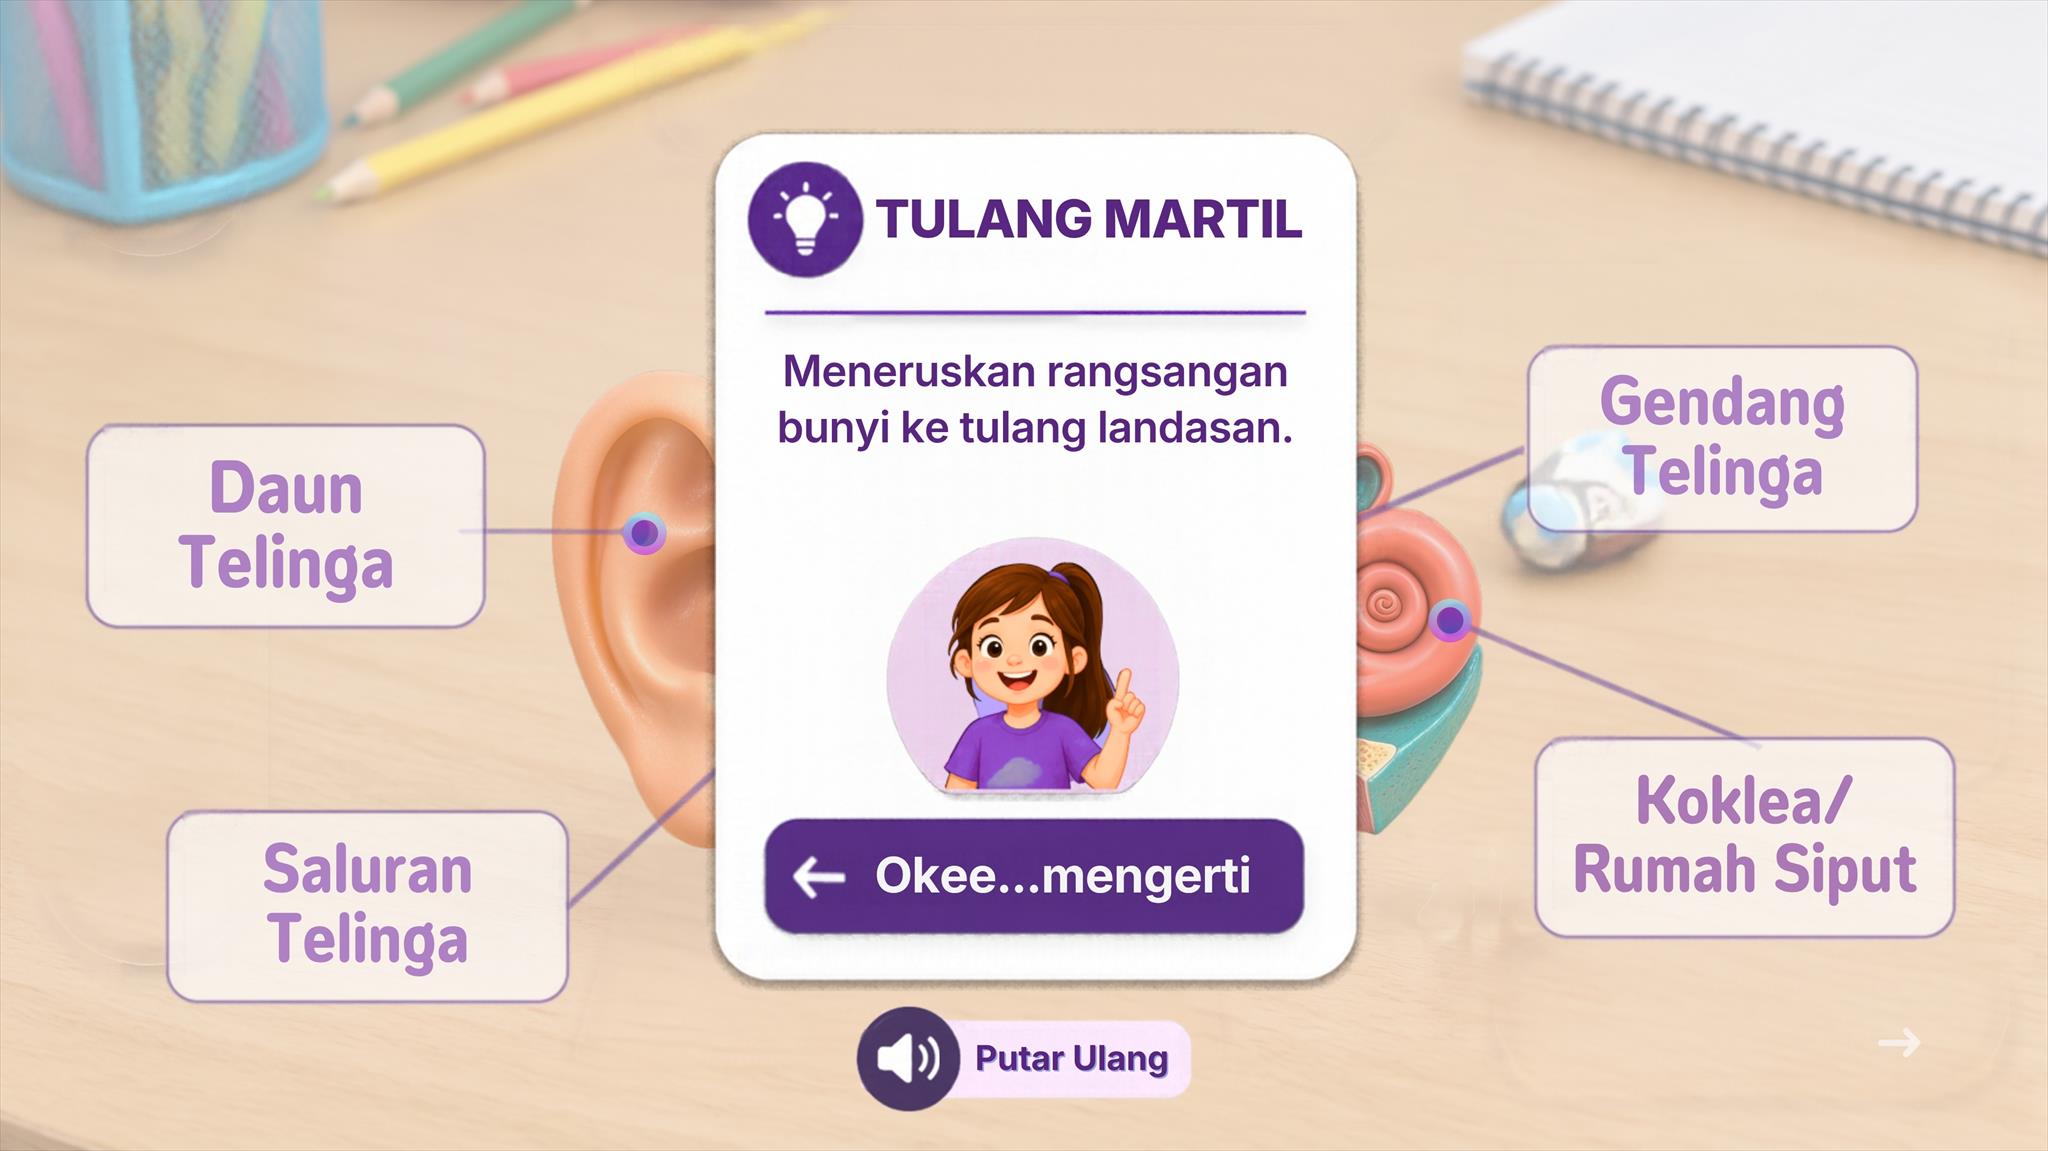 TULANG MARTIL
Meneruskan rangsangan
bunyi ke tulang landasan.
Okee...mengerti
Putar Ulang
Daun
Telinga
Saluran
Telinga
Gendang
Telinga
Koklea/
Rumah Siput